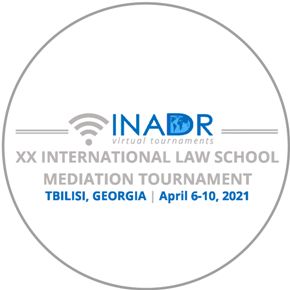 INADR
virtual tournaments
XX INTERNATIONAL LAW SCHOOL
MEDIATION TOURNAMENT
TBILISI, GEORGIA | April 6-10, 2021